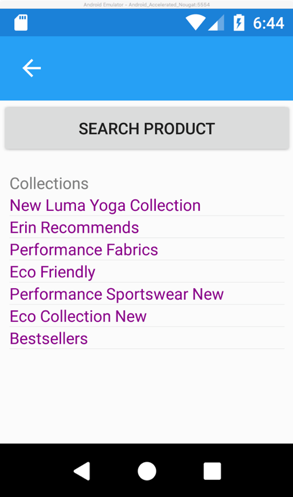 Android Emulator - Android_Accelerated_Nougat:5554
6:44
SEARCH PRODUCT
Collections
New Luma Yoga Collection
Erin Recommends
Performance Fabrics
Eco Friendly
Performance Sportswear New
Eco Collection New
Bestsellers